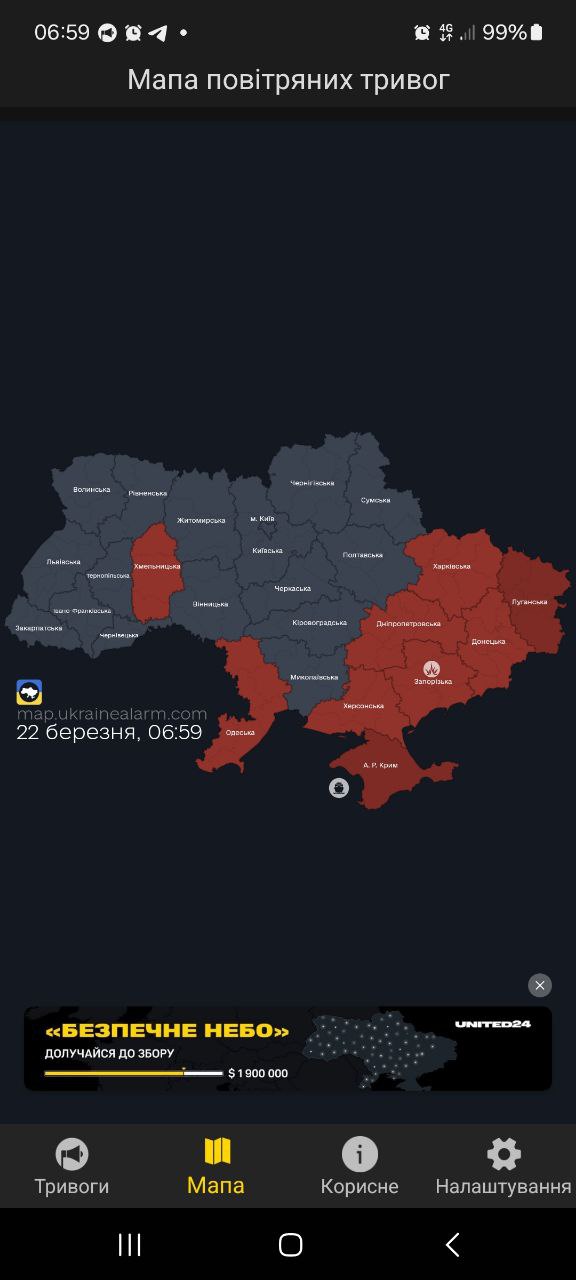 06:59
4G
99%
Мапа повітряних тривог
Волинська
Рівненська
Житомирська
м. Київ
Чернігівська
Сумська
Київська
Полтавська
Харківська
Луганська
Львівська
Тернопільська
Хмельницька
Вінницька
Черкаська
Кіровоградська
Дніпропетровська
Донецька
Івано-Франківська
Закарпатська
Чернівецька
Миколаївська
Запорізька
Херсонська
Одеська
А. Р. Крим
map.ukrainealarm.com
22 березня, 06:59
«БЕЗПЕЧНЕ НЕБО»
UNITED24
ДОЛУЧАЙСЯ ДО ЗБОРУ
$1 900 000
Тривоги
Мапа
Корисне
Налаштування